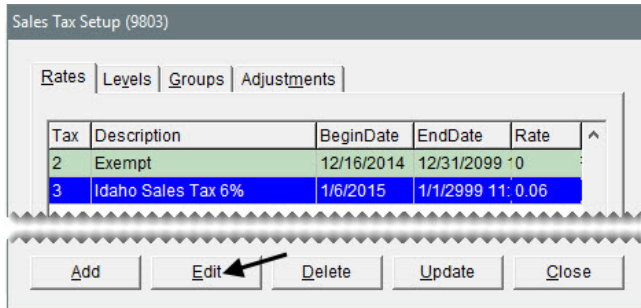 Sales Tax Setup (9803)
Rates Levels Groups Adjustments
Tax Description BeginDate EndDate Rate
2 Exempt 12/16/2014 12/31/2099 1 0
3 Idaho Sales Tax 6% 1/6/2015 1/1/2999 11: 0.06
Add Edit Delete Update Close